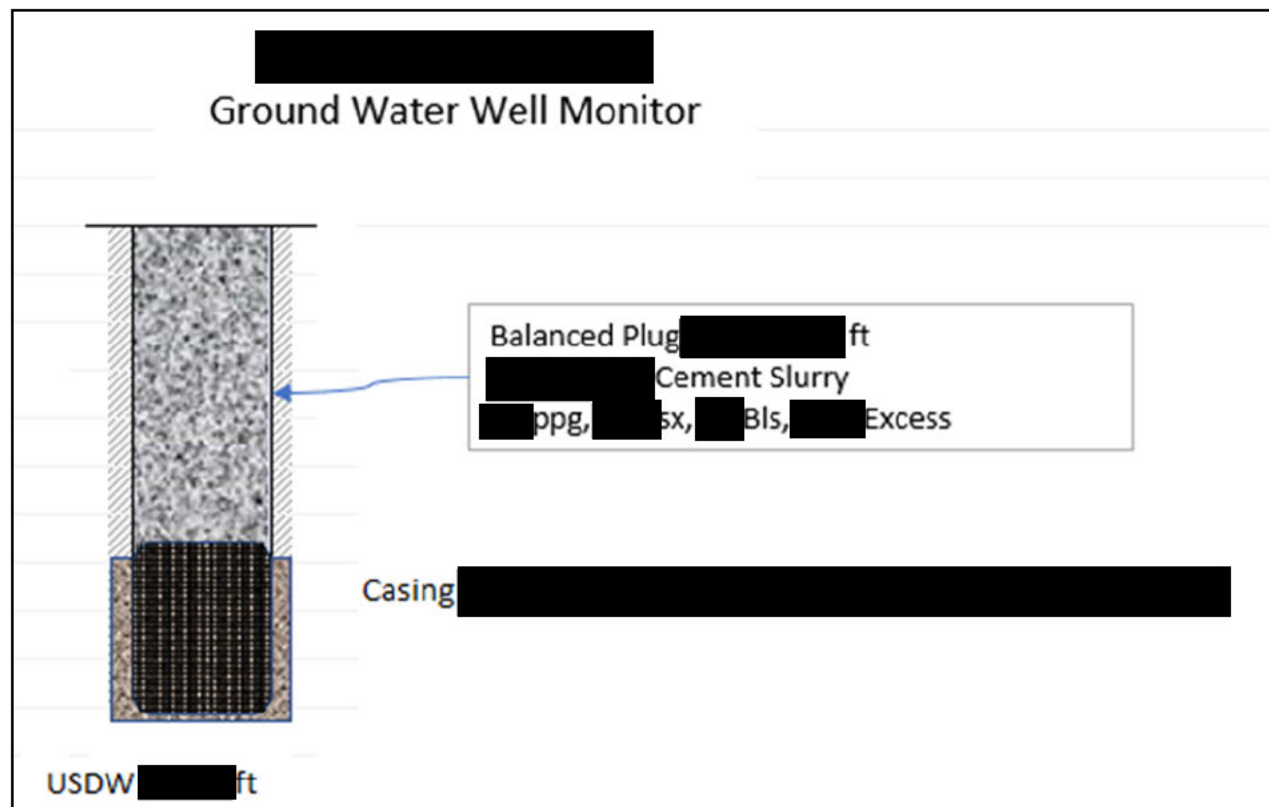 Ground Water Well Monitor
Balanced Plug ft
Cement Slurry
ppg, sx, Bls, Excess
Casing
USDW ft